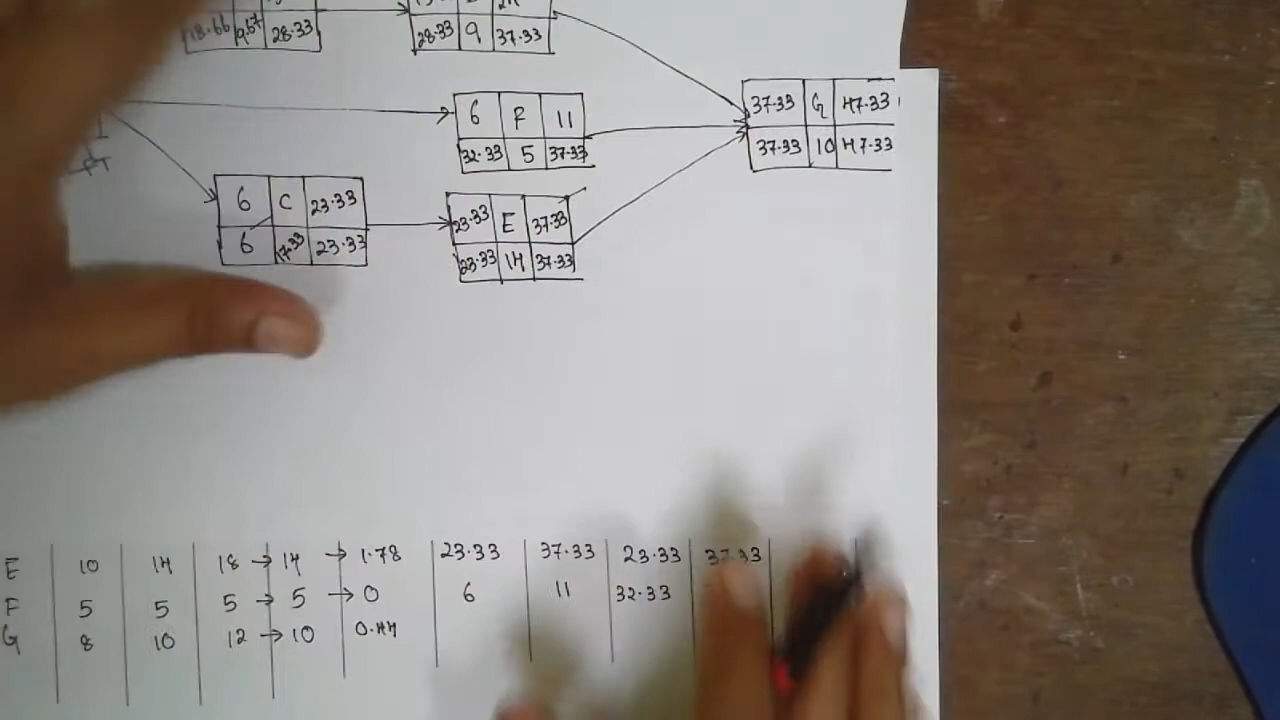 18.66 9.67 28.33
28.33 9 37.33
37.33 G 47.33
37.33 10 47.33
6 F 11
32.33 5 37.33
6 C 23.33
6 17.33 23.33
23.33 E 37.33
23.33 14 37.33
E 10 14 18 → 14 → 1.78 23.33 37.33 23.33 37.33
F 5 5 5 → 5 → 0 6 11 32.33
G 8 10 12 → 10 0.44